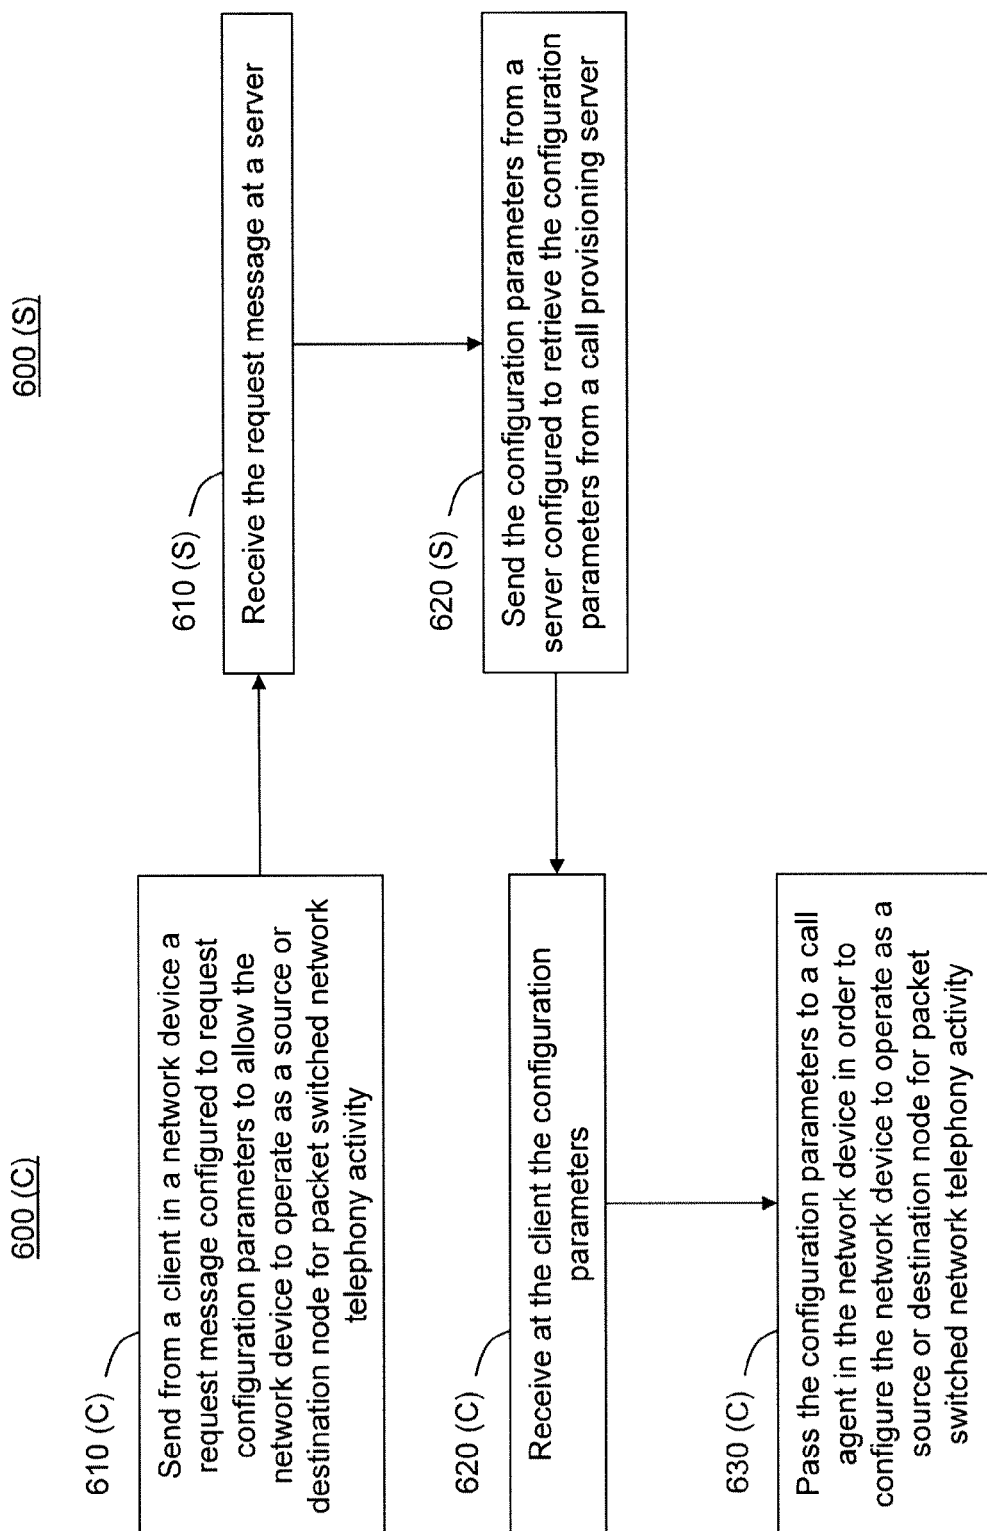 600 (C)
600 (S)
610 (C)
Send from a client in a network device a
request message configured to request
configuration parameters to allow the
network device to operate as a source or
destination node for packet switched network
telephony activity
610 (S)
Receive the request message at a server
620 (S)
Send the configuration parameters from a
server configured to retrieve the configuration
parameters from a call provisioning server
620 (C)
Receive at the client the configuration
parameters
630 (C)
Pass the configuration parameters to a call
agent in the network device in order to
configure the network device to operate as a
source or destination node for packet
switched network telephony activity